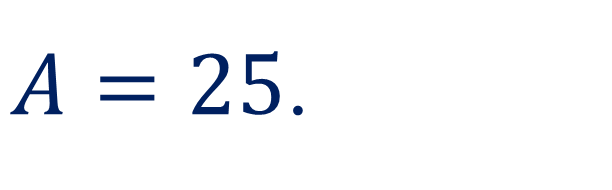 A = 25.